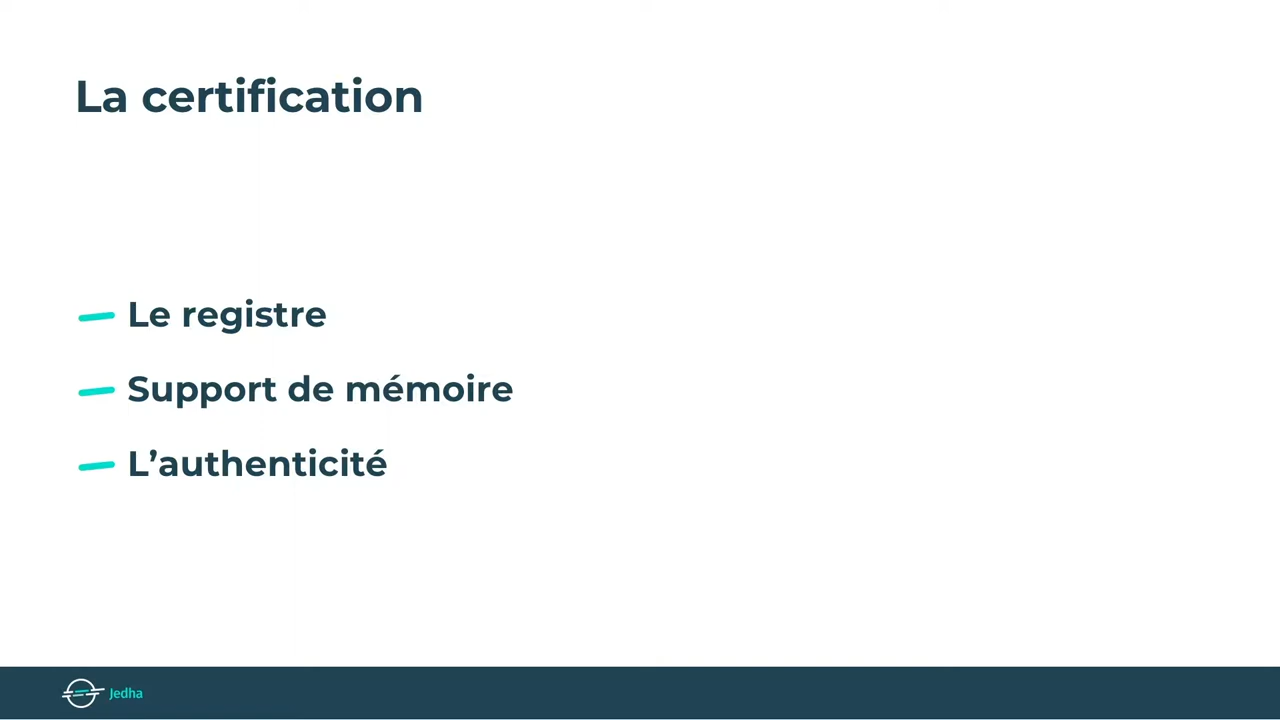 La certification
Le registre
Support de mémoire
L’authenticité
Jedha